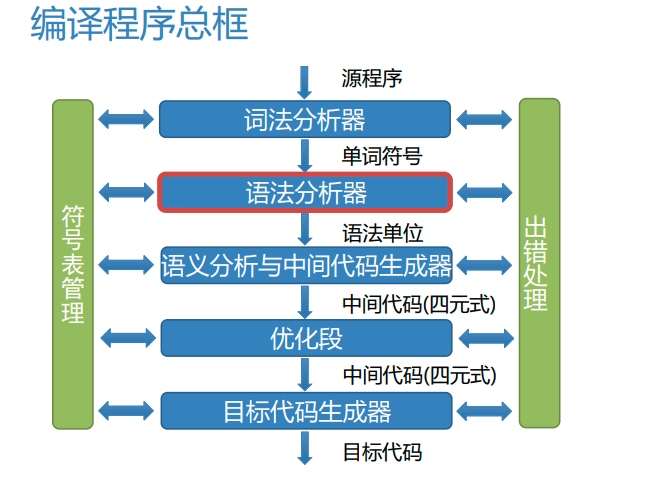 编译程序总框
源程序
词法分析器
单词符号
语法分析器
语法单位
语义分析与中间代码生成器
中间代码(四元式)
优化段
中间代码(四元式)
目标代码生成器
目标代码
符号表管理
出错处理